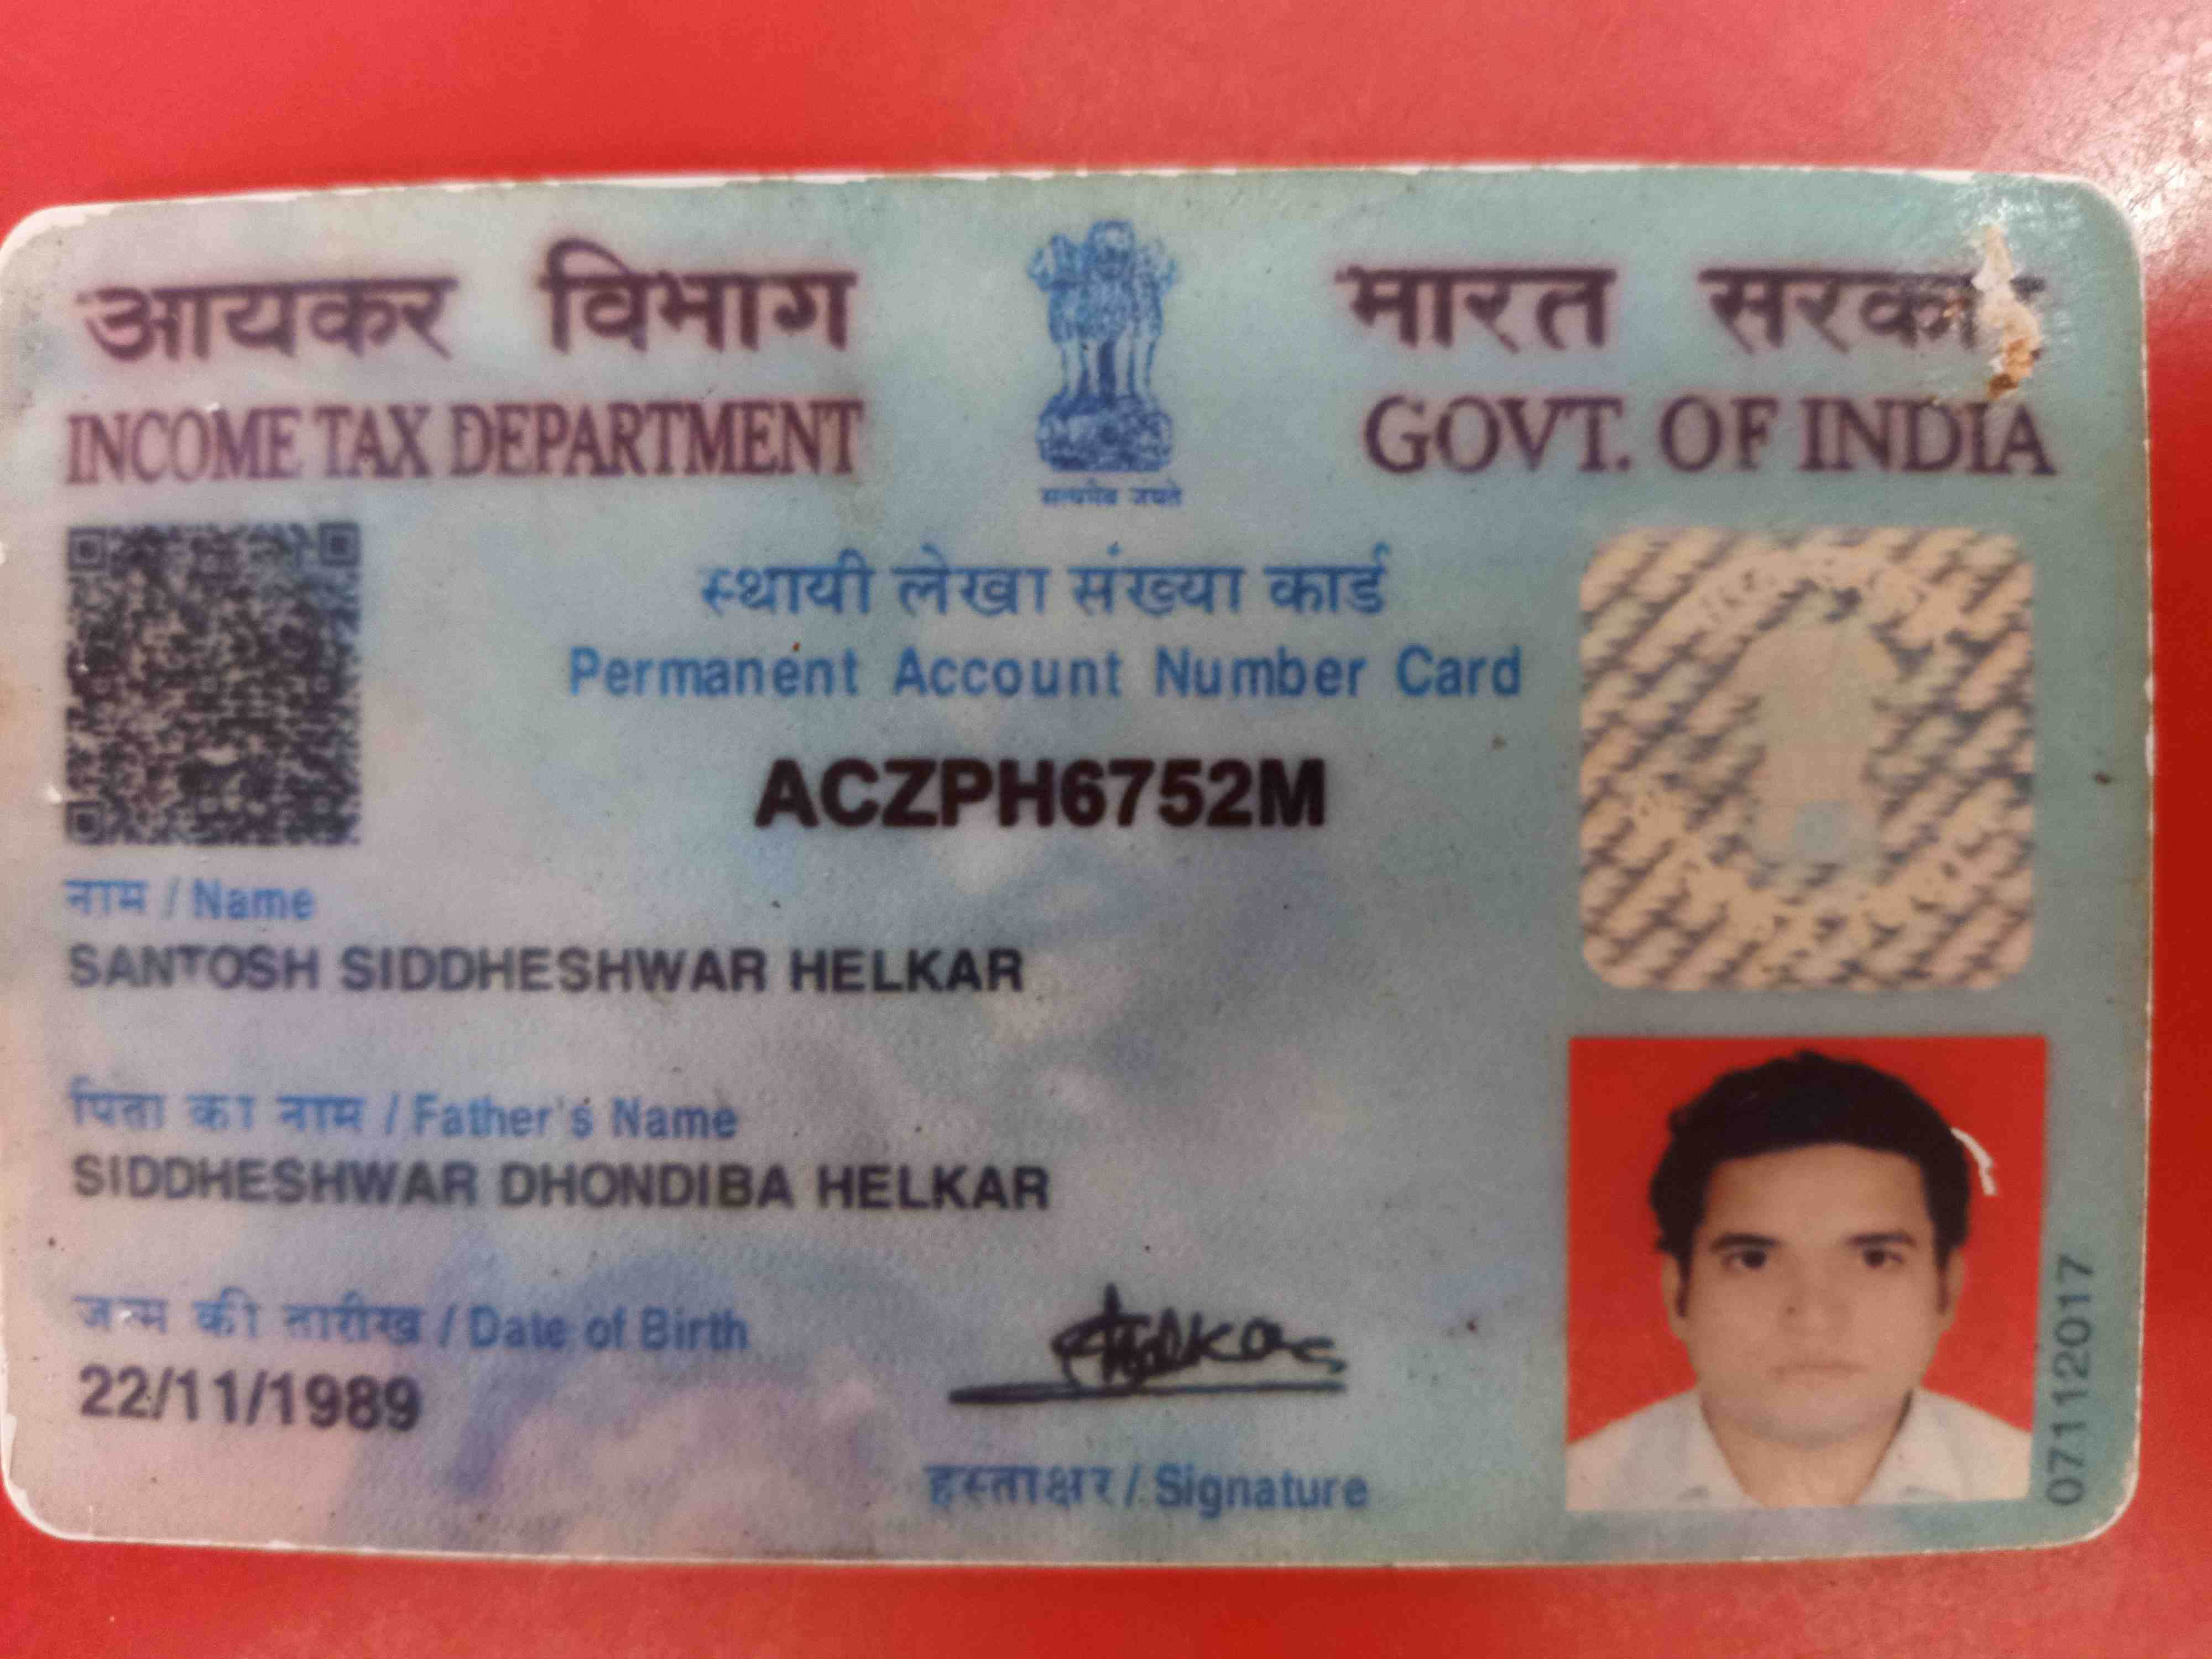 आयकर विभाग
INCOME TAX DEPARTMENT
सत्यमेव जयते
भारत सरकार
GOVT. OF INDIA
स्थायी लेखा संख्या कार्ड
Permanent Account Number Card
ACZPH6752M
नाम / Name
SANTOSH SIDDHESHWAR HELKAR
पिता का नाम / Father's Name
SIDDHESHWAR DHONDIBA HELKAR
जन्म की तारीख / Date of Birth
22/11/1989
हस्ताक्षर / Signature
07112017